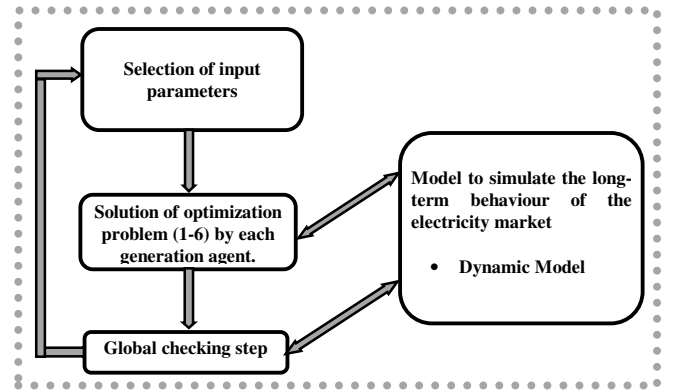 Selection of input
parameters
Solution of optimization
problem (1-6) by each
generation agent.
Global checking step
Model to simulate the long-
term behaviour of the
electricity market
• Dynamic Model